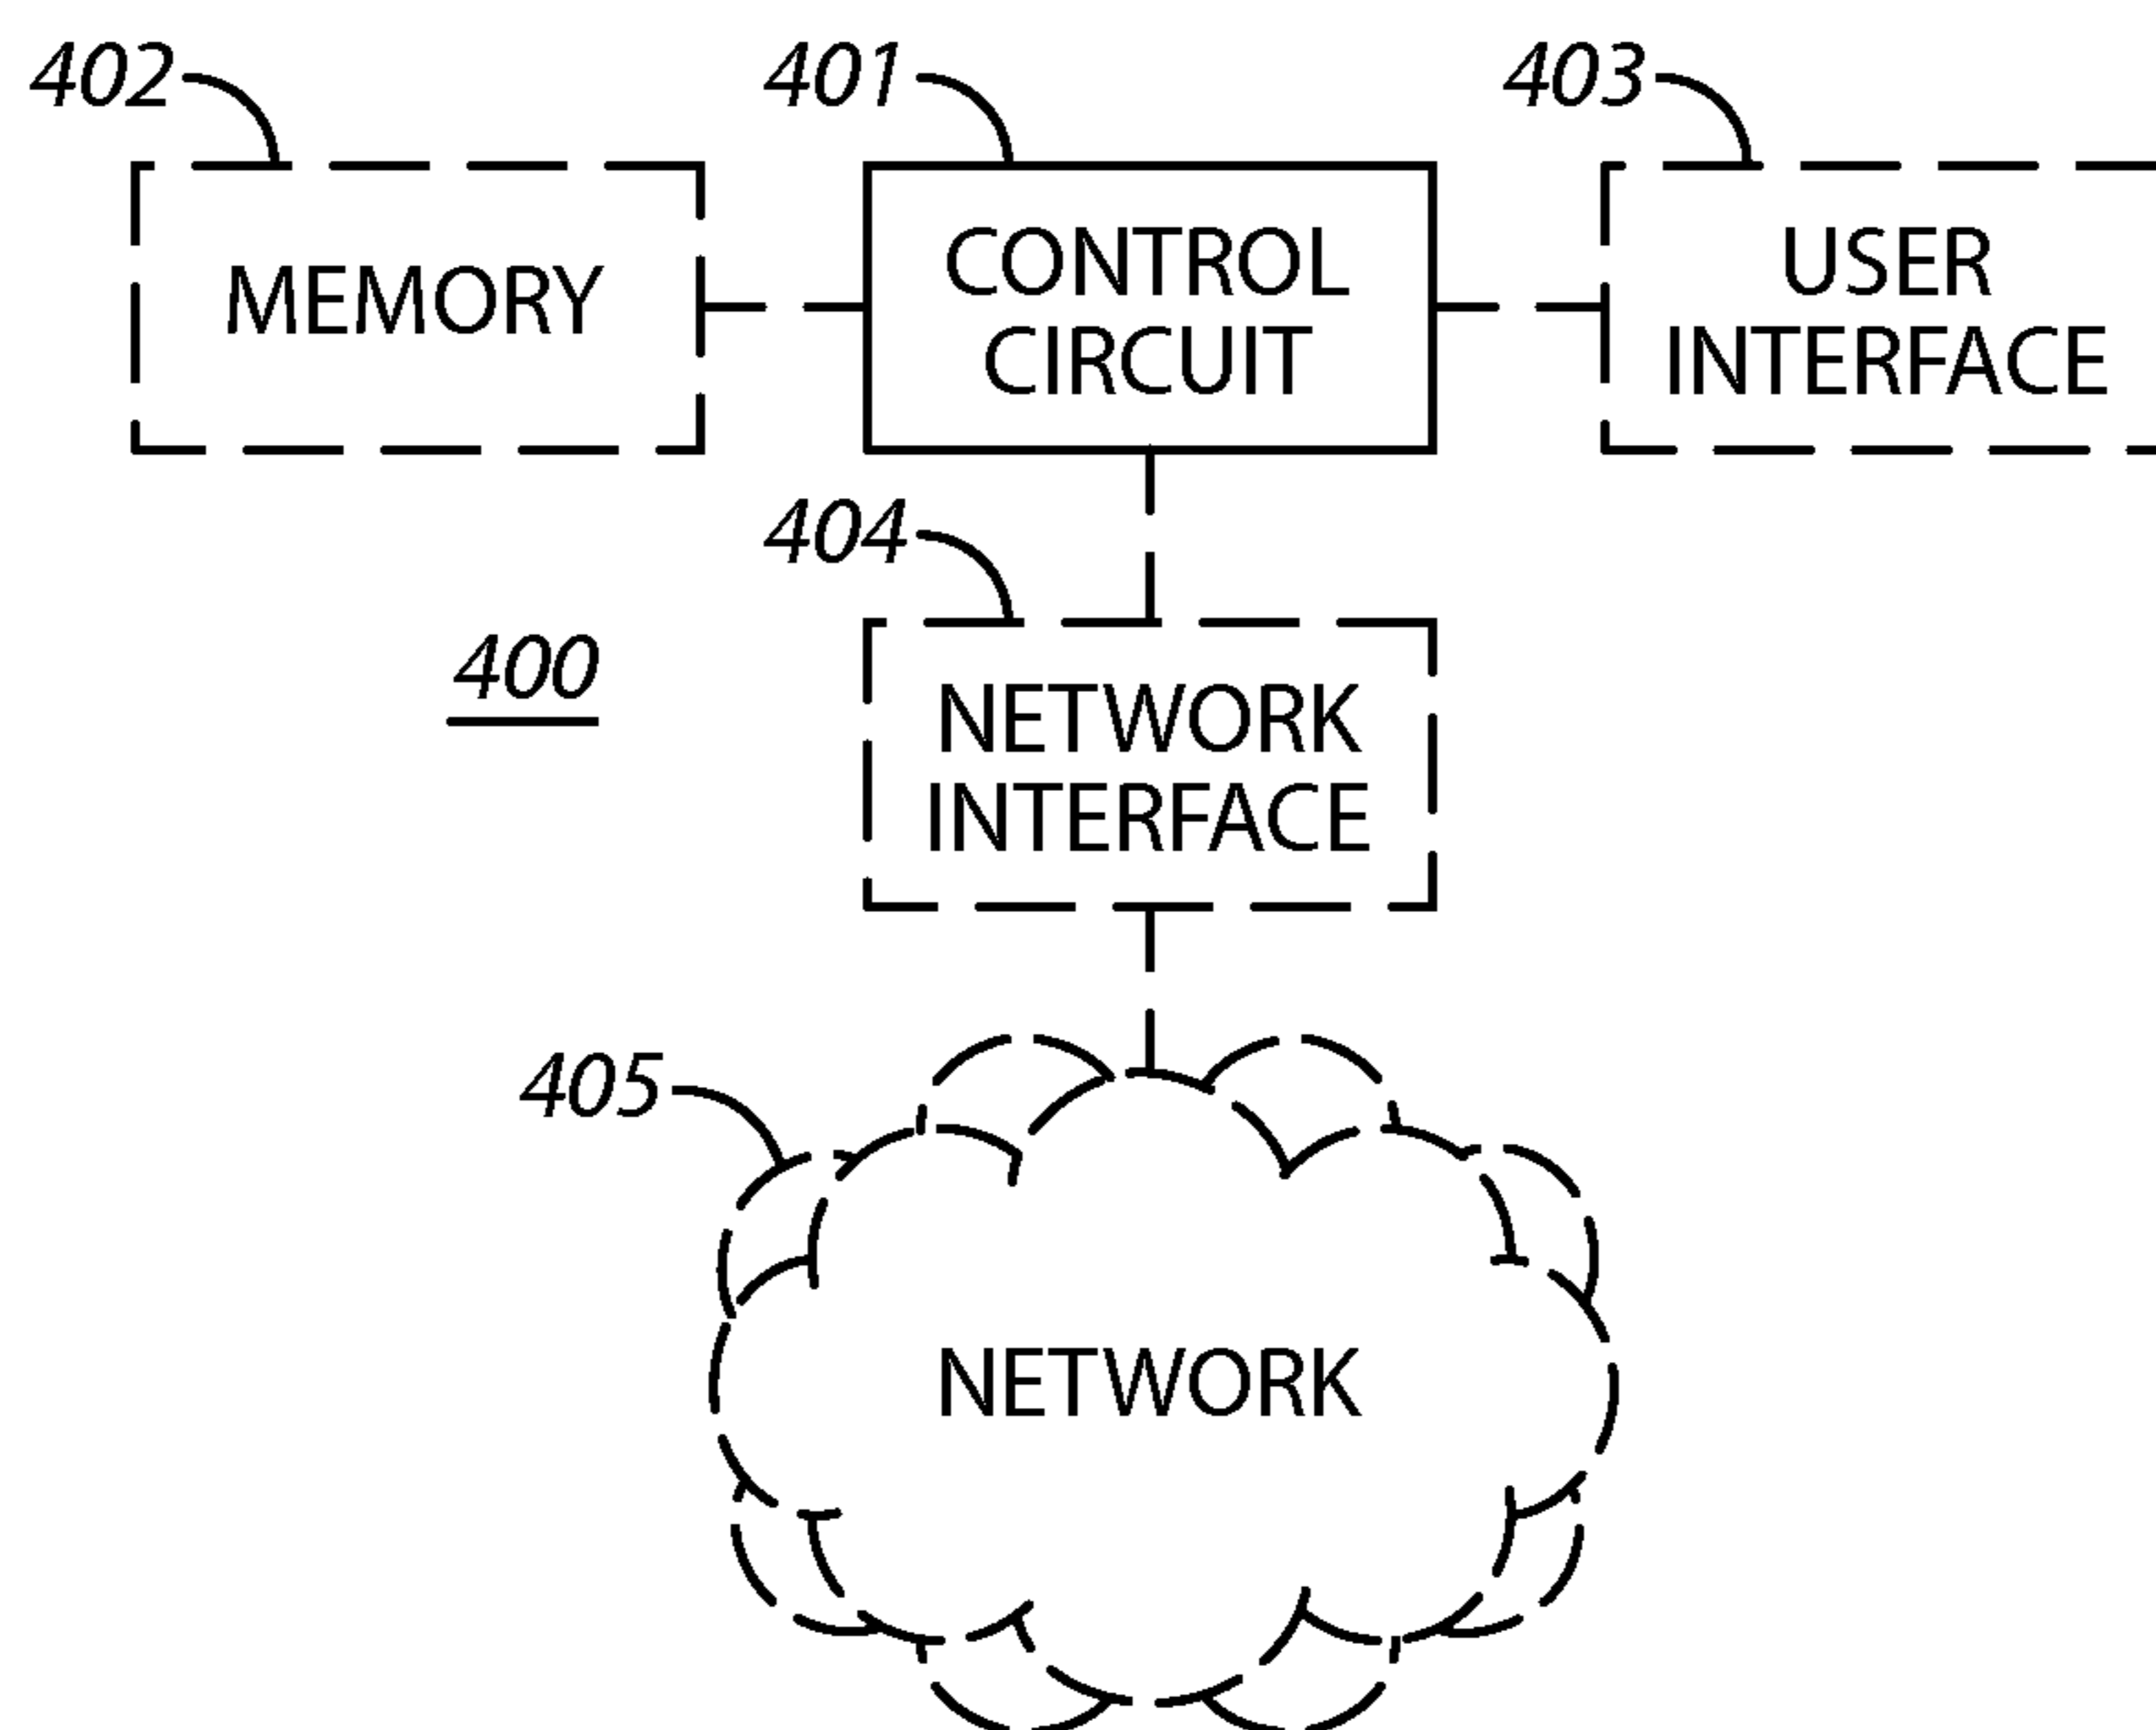 402
401
403
MEMORY
CONTROL
CIRCUIT
USER
INTERFACE
404
400
NETWORK
INTERFACE
405
NETWORK